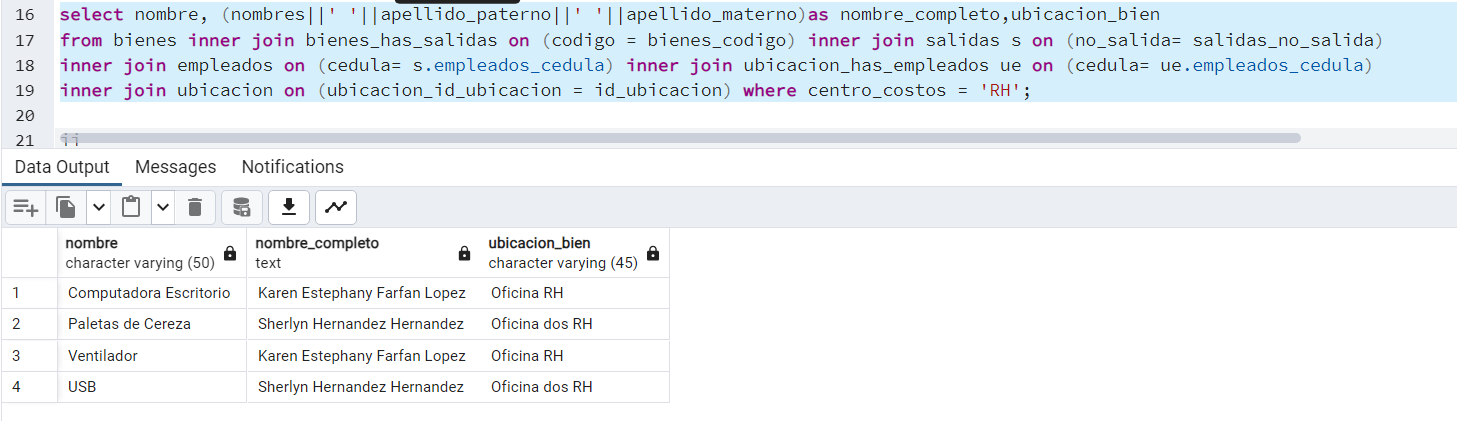 16 select nombre, (nombres||' '||apellido_paterno||' '||apellido_materno)as nombre_completo,ubicacion_bien
17 from bienes inner join bienes_has_salidas on (codigo = bienes_codigo) inner join salidas s on (no_salida= salidas_no_salida)
18 inner join empleados on (cedula= s.empleados_cedula) inner join ubicacion_has_empleados ue on (cedula= ue.empleados_cedula)
19 inner join ubicacion on (ubicacion_id_ubicacion = id_ubicacion) where centro_costos = 'RH';
20
21
Data Output Messages Notifications
nombre nombre_completo ubicacion_bien
character varying (50) text character varying (45)
1 Computadora Escritorio Karen Estephany Farfan Lopez Oficina RH
2 Paletas de Cereza Sherlyn Hernandez Hernandez Oficina dos RH
3 Ventilador Karen Estephany Farfan Lopez Oficina RH
4 USB Sherlyn Hernandez Hernandez Oficina dos RH